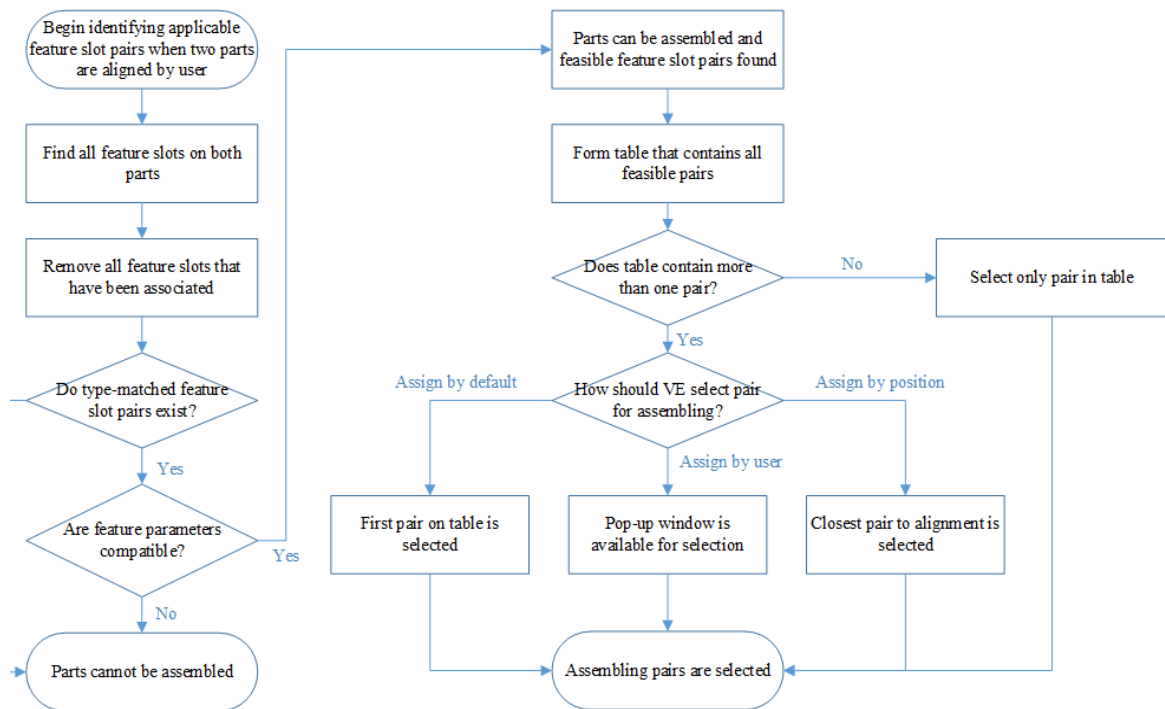 Begin identifying applicable
feature slot pairs when two parts
are aligned by user
Find all feature slots on both
parts
Remove all feature slots that
have been associated
Do type-matched feature
slot pairs exist?
Yes
Are feature parameters
compatible?
Yes
No
Parts cannot be assembled
Parts can be assembled and
feasible feature slot pairs found
Form table that contains all
feasible pairs
Does table contain more
than one pair?
No
Select only pair in table
Yes
How should VE select pair
for assembling?
Assign by default
Assign by position
Assign by user
First pair on table is
selected
Pop-up window is
available for selection
Closest pair to alignment is
selected
Assembling pairs are selected